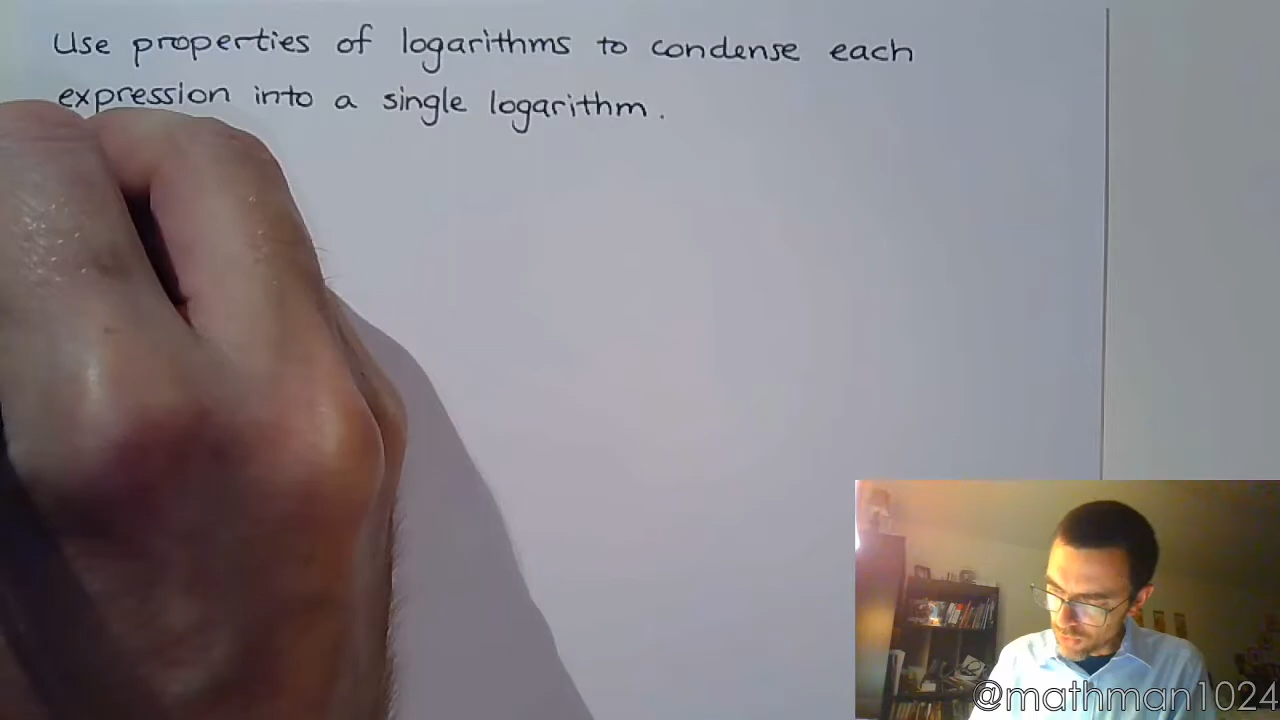 Use properties of logarithms to condense each
expression into a single logarithm.
@mathman1024